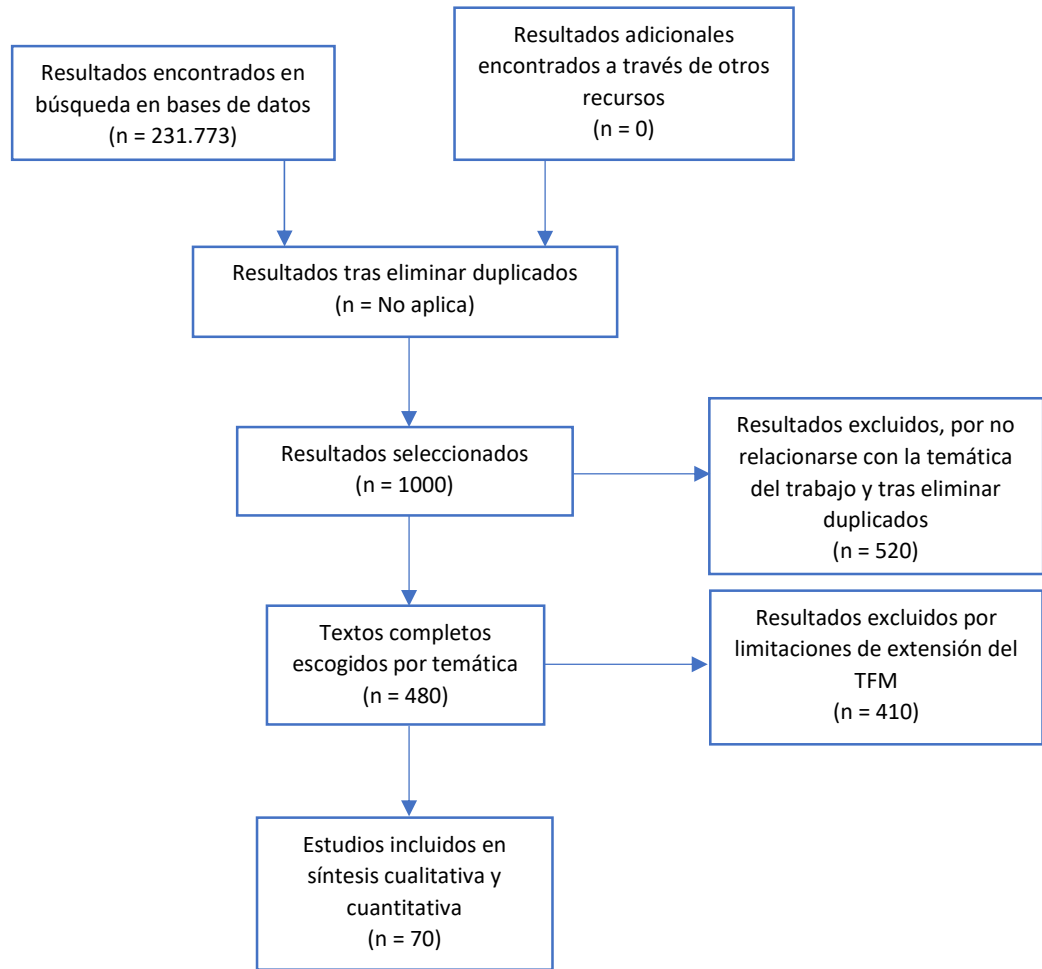 Resultados encontrados en
búsqueda en bases de datos
(n = 231.773)
Resultados adicionales
encontrados a través de otros
recursos
(n = 0)
Resultados tras eliminar duplicados
(n = No aplica)
Resultados seleccionados
(n = 1000)
Resultados excluidos, por no
relacionarse con la temática
del trabajo y tras eliminar
duplicados
(n = 520)
Textos completos
escogidos por temática
(n = 480)
Resultados excluidos por
limitaciones de extensión del
TFM
(n = 410)
Estudios incluidos en
síntesis cualitativa y
cuantitativa
(n = 70)